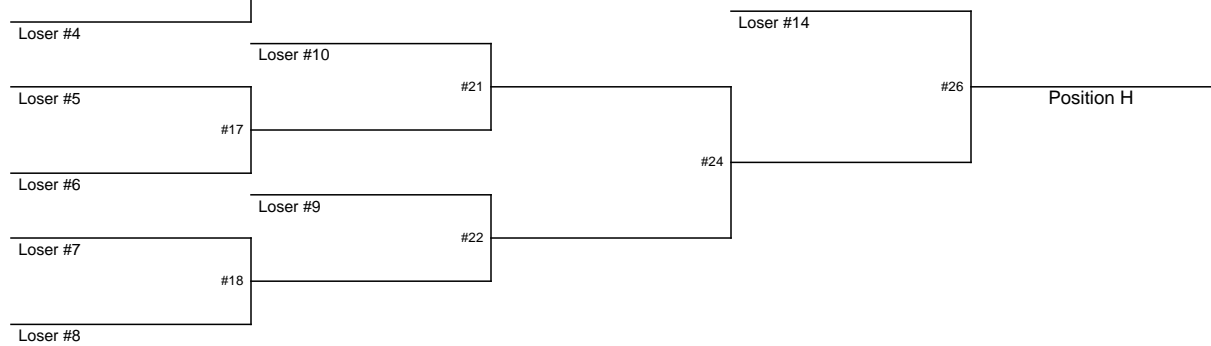 Loser #4
Loser #5
#17
Loser #6
Loser #7
#18
Loser #8
Loser #10
#21
Loser #9
#22
#24
Loser #14
#26
Position H